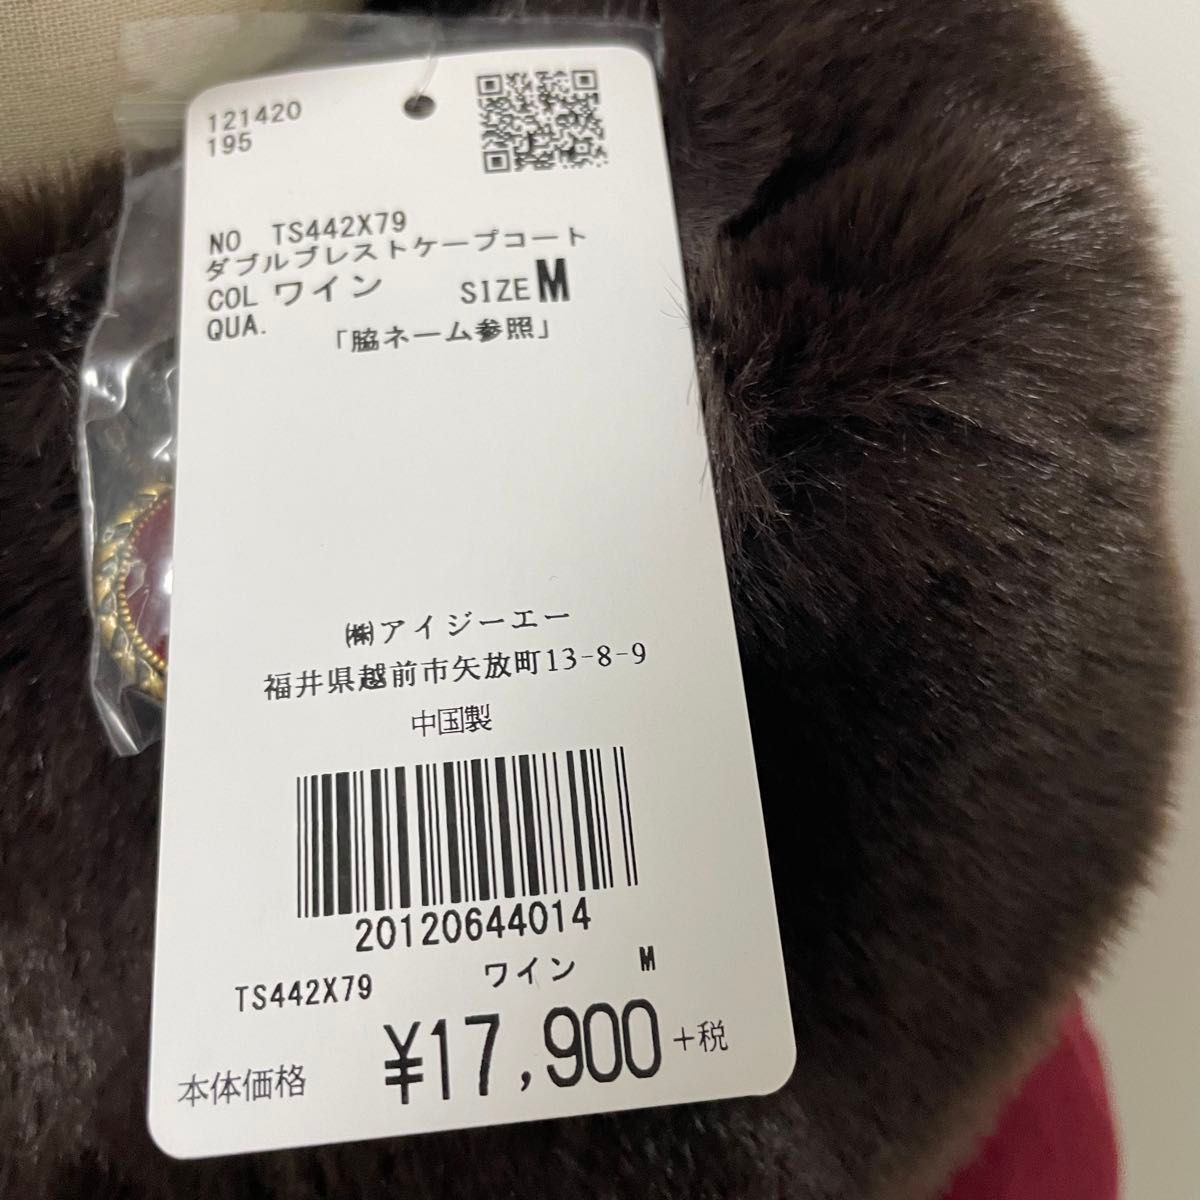 121420
195
NO TS442X79
ダブルブレストケープコート
COL ワイン SIZE M
QUA.
「脇ネーム参照」
㈱アイジーエー
福井県越前市矢放町13-8-9
中国製
20120644014
TS442X79 ワイン M
本体価格 ¥17,900+税